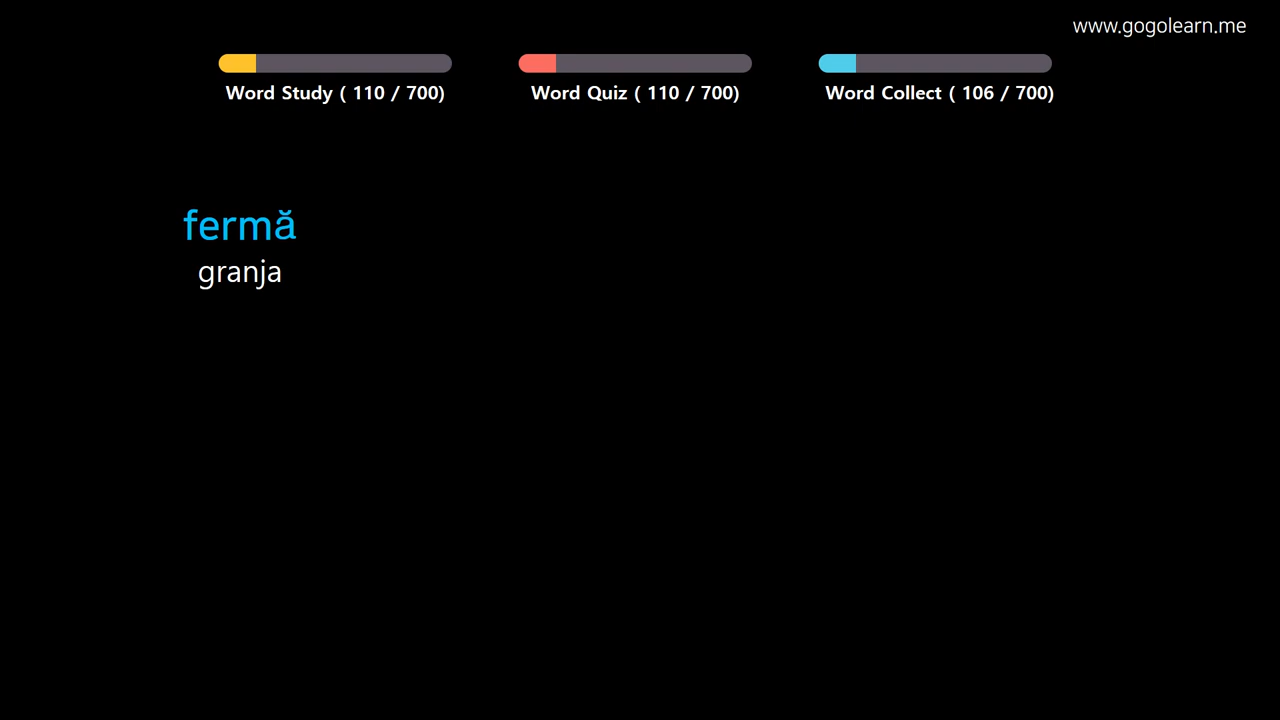 www.gogolearn.me
Word Study ( 110 / 700)
Word Quiz ( 110 / 700)
Word Collect ( 106 / 700)
fermă
granja